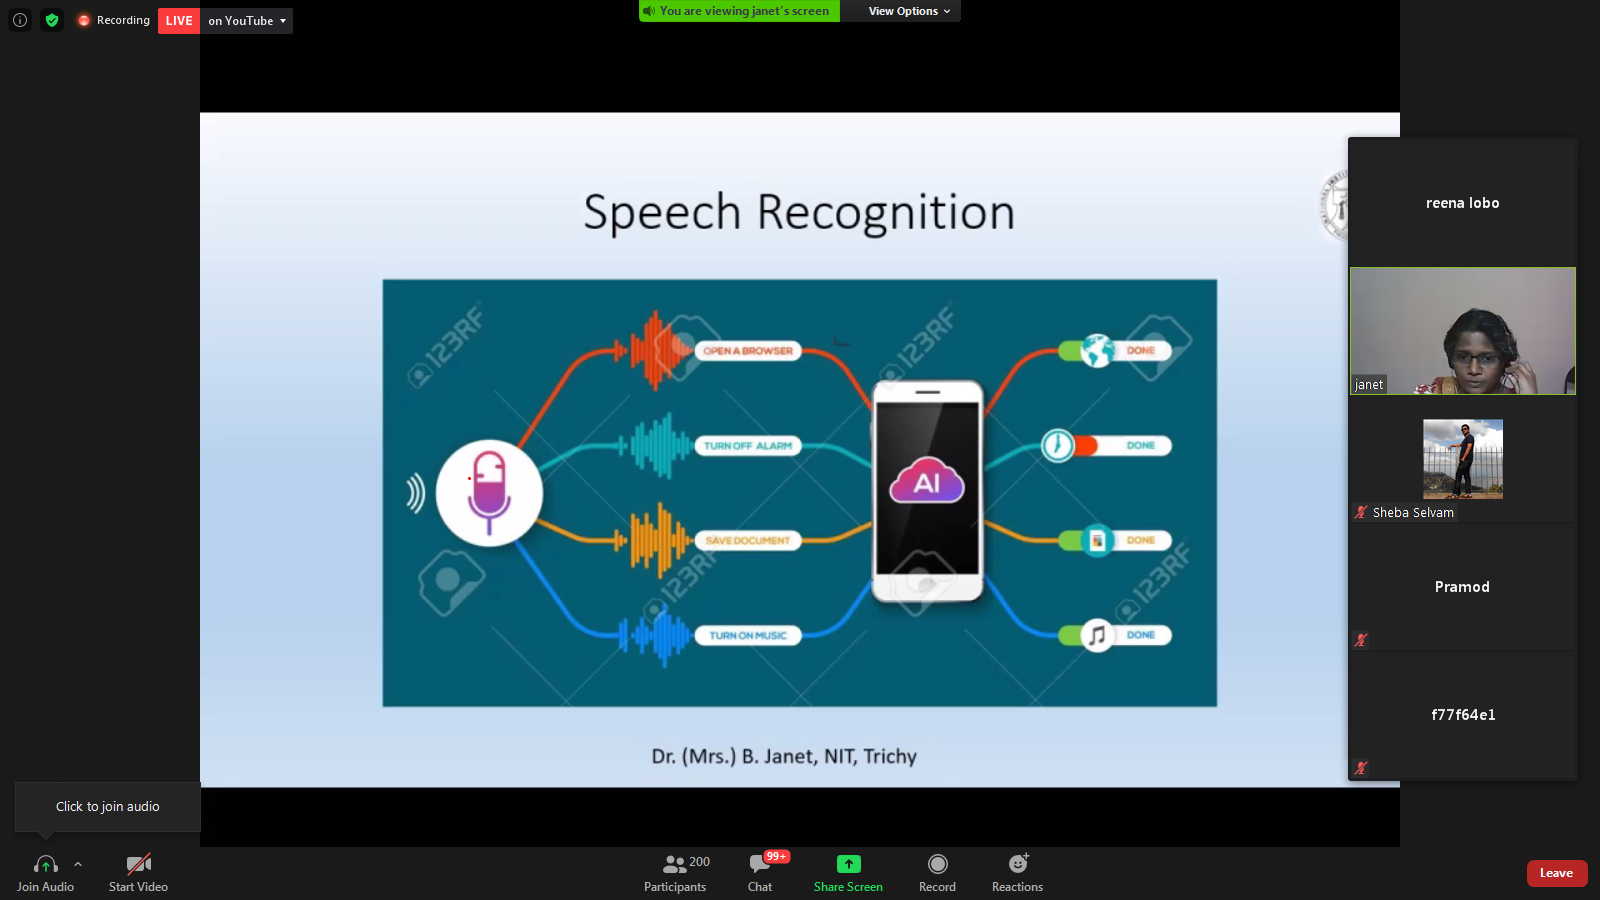 Recording
LIVE
on YouTube
You are viewing janet's screen
View Options
Speech Recognition
OPEN A BROWSER
DONE
TURN OFF ALARM
DONE
AI
SAVE DOCUMENT
DONE
TURN ON MUSIC
DONE
123RF
123RF
123RF
123RF
Dr. (Mrs.) B. Janet, NIT, Trichy
reena lobo
janet
Sheba Selvam
Pramod
f77f64e1
Click to join audio
Join Audio
Start Video
200
Participants
99+
Chat
Share Screen
Record
Reactions
Leave